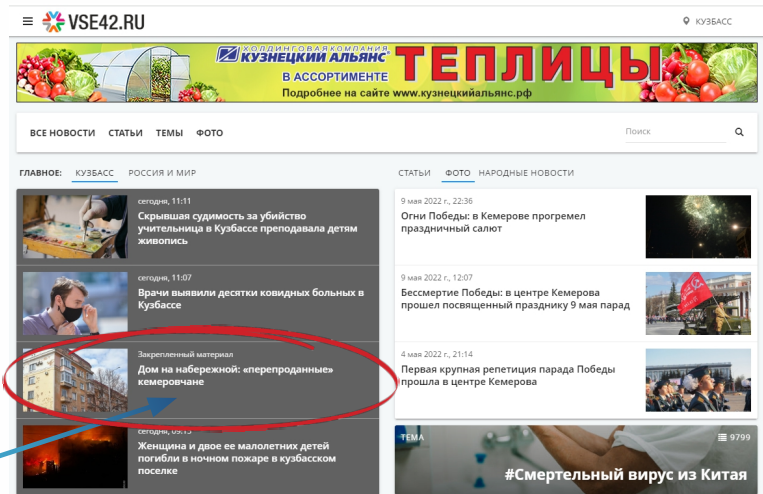 VSE42.RU
КУЗБАСС
ХОЛДИНГОВАЯ КОМПАНИЯ
КУЗНЕЦКИЙ АЛЬЯНС
ТЕПЛИЦЫ
В АССОРТИМЕНТЕ
Подробнее на сайте www.кузнецкийальянс.рф
ВСЕ НОВОСТИ СТАТЬИ ТЕМЫ ФОТО
Поиск
ГЛАВНОЕ: КУЗБАСС РОССИЯ И МИР
сегодня, 11:11
Скрывшая судимость за убийство
учительница в Кузбассе преподавала детям
живопись
сегодня, 11:07
Врачи выявили десятки ковидных больных в
Кузбассе
Закрепленный материал
Дом на набережной: «перепроданные»
кемеровчане
сегодня, 09:15
Женщина и двое ее малолетних детей
погибли в ночном пожаре в кузбасском
поселке
СТАТЬИ ФОТО НАРОДНЫЕ НОВОСТИ
9 мая 2022 г., 22:36
Огни Победы: в Кемерове прогремел
праздничный салют
9 мая 2022 г., 12:07
Бессмертие Победы: в центре Кемерова
прошел посвященный празднику 9 мая парад
4 мая 2022 г., 21:14
Первая крупная репетиция парада Победы
прошла в центре Кемерова
ТЕМА
9799
#Смертельный вирус из Китая